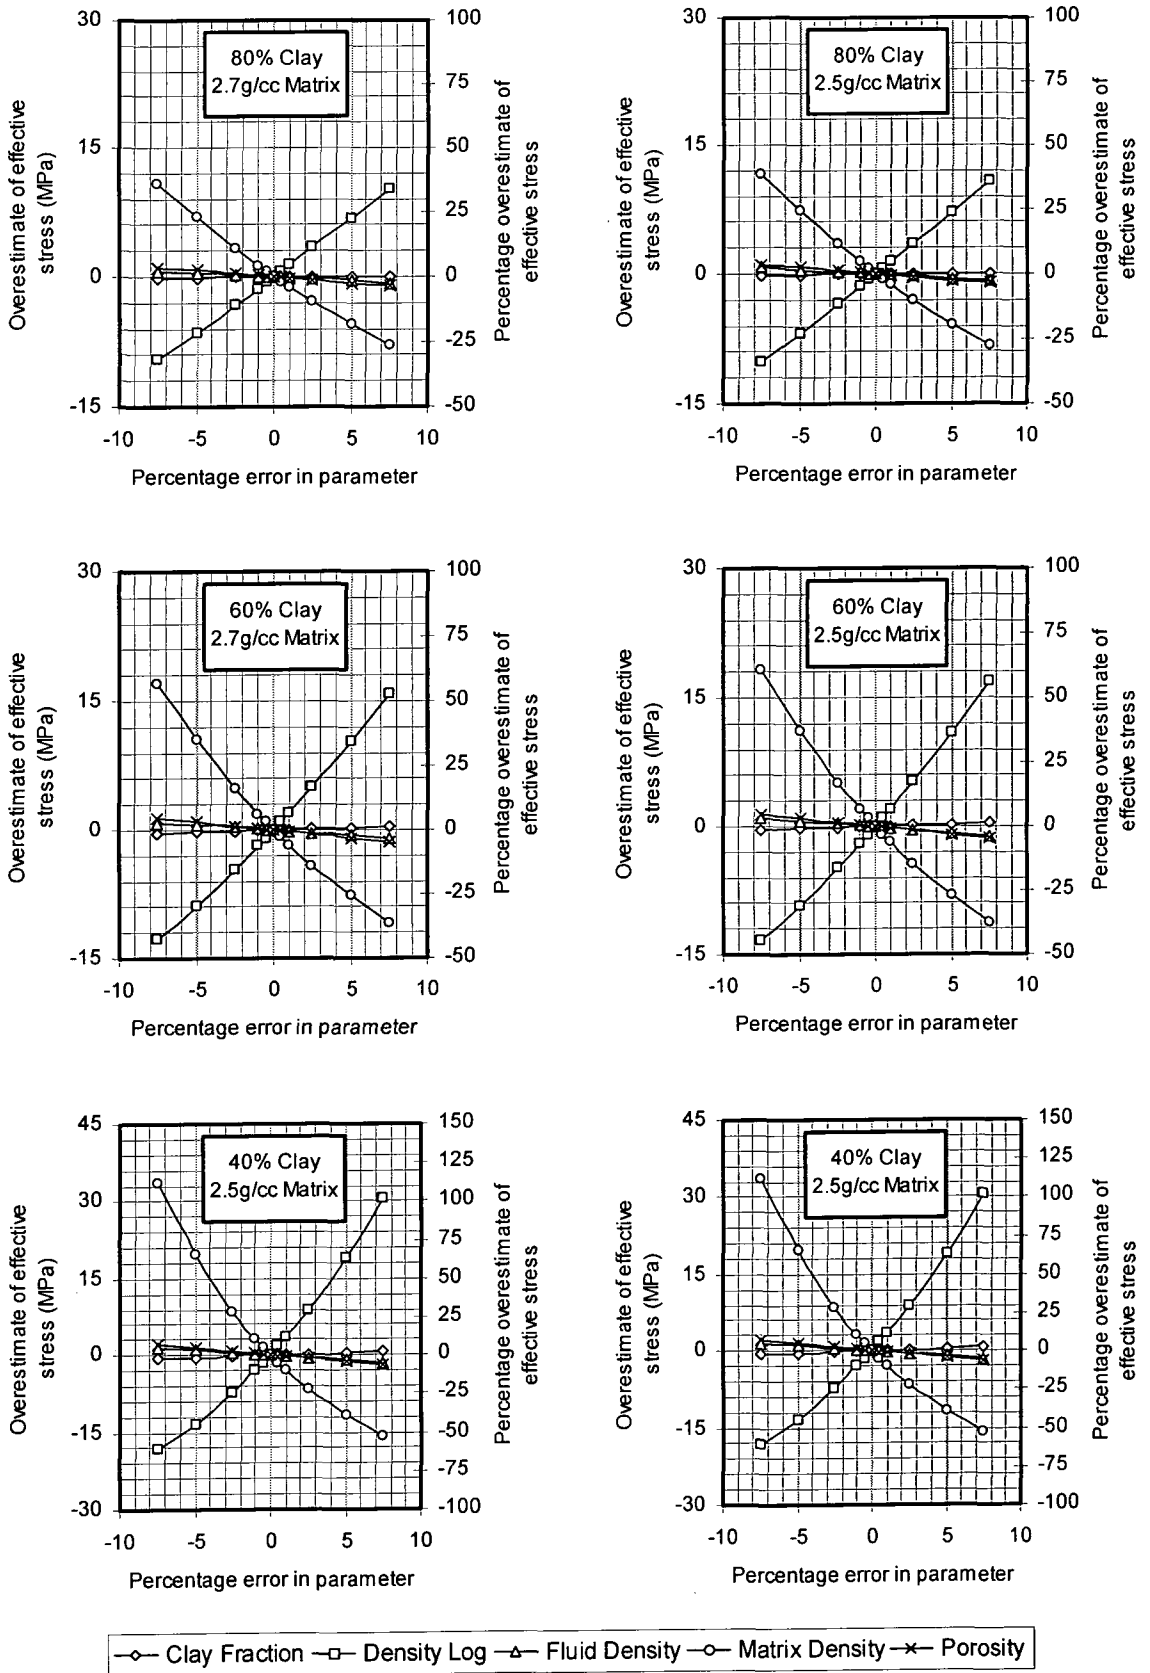 80% Clay
2.7g/cc Matrix
Overestimate of effective
stress (MPa)
30
15
0
-15
100
75
50
25
0
-25
-50
Percentage overestimate of
effective stress
-10 -5 0 5 10
Percentage error in parameter
80% Clay
2.5g/cc Matrix
Overestimate of effective
stress (MPa)
30
15
0
-15
100
75
50
25
0
-25
-50
Percentage overestimate of
effective stress
-10 -5 0 5 10
Percentage error in parameter
60% Clay
2.7g/cc Matrix
Overestimate of effective
stress (MPa)
30
15
0
-15
100
75
50
25
0
-25
-50
Percentage overestimate of
effective stress
-10 -5 0 5 10
Percentage error in parameter
60% Clay
2.5g/cc Matrix
Overestimate of effective
stress (MPa)
30
15
0
-15
100
75
50
25
0
-25
-50
Percentage overestimate of
effective stress
-10 -5 0 5 10
Percentage error in parameter
40% Clay
2.5g/cc Matrix
Overestimate of effective
stress (MPa)
45
30
15
0
-15
-30
150
125
100
75
50
25
0
-25
-50
-75
-100
Percentage overestimate of
effective stress
-10 -5 0 5 10
Percentage error in parameter
40% Clay
2.5g/cc Matrix
Overestimate of effective
stress (MPa)
45
30
15
0
-15
-30
150
125
100
75
50
25
0
-25
-50
-75
-100
Percentage overestimate of
effective stress
-10 -5 0 5 10
Percentage error in parameter
Clay Fraction Density Log Fluid Density Matrix Density Porosity